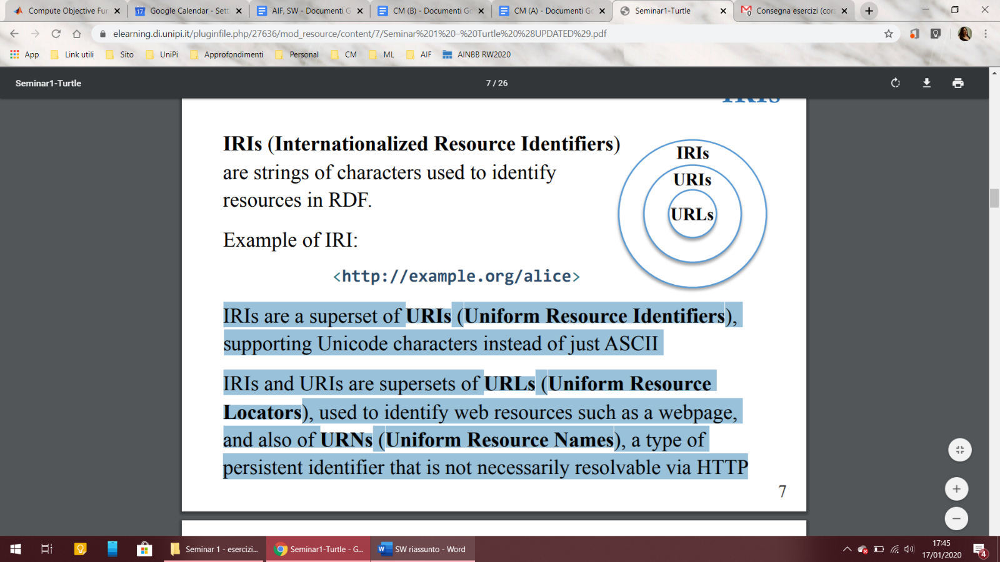 Compute Objective Fur
Google Calendar - Sett
AIF, SW - Documenti G
CM (B) - Documenti Go
CM (A) - Documenti Go
Seminar1-Turtle
Consegna esercizi (cors
elearning.di.unipi.it/pluginfile.php/27636/mod_resource/content/7/Seminar%201%20–%20Turtle%20%28UPDATED%29.pdf
App Link utili Sito UniPi Approfondimenti Personal CM ML AIF AINBB RW2020
Seminar1-Turtle
7 / 26
IRIs
IRIs (Internationalized Resource Identifiers)
are strings of characters used to identify
resources in RDF.
IRIs
URIs
URLs
Example of IRI:
<http://example.org/alice>
IRIs are a superset of URIs (Uniform Resource Identifiers),
supporting Unicode characters instead of just ASCII
IRIs and URIs are supersets of URLs (Uniform Resource
Locators), used to identify web resources such as a webpage,
and also of URNs (Uniform Resource Names), a type of
persistent identifier that is not necessarily resolvable via HTTP
7
Seminar 1 - esercizi...
Seminar1-Turtle - G...
SW riassunto - Word
17:45
17/01/2020
4